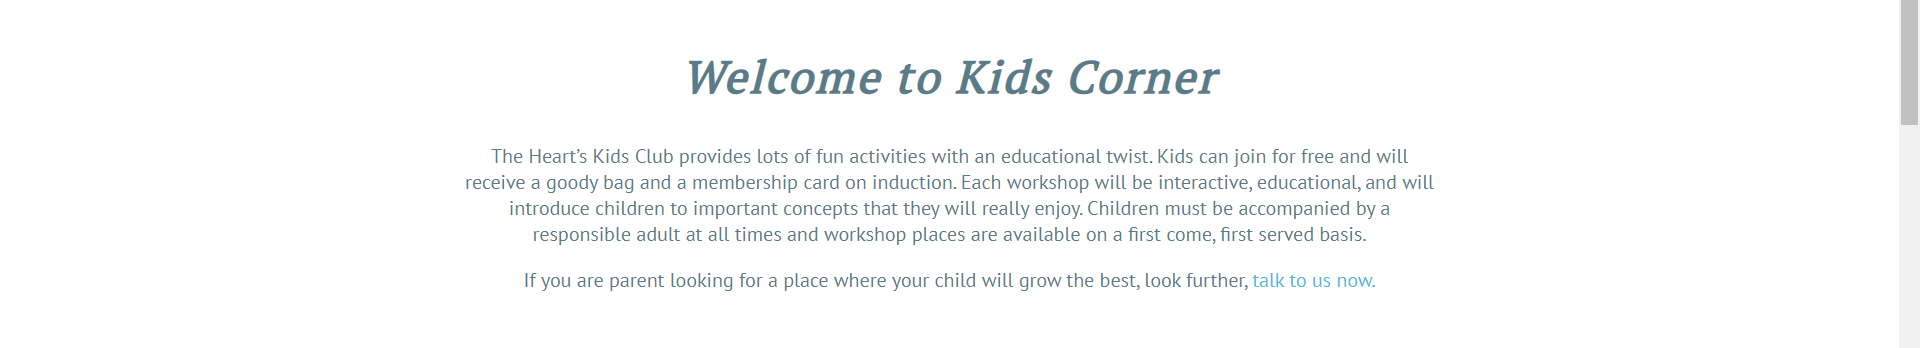 Welcome to Kids Corner
The Heart’s Kids Club provides lots of fun activities with an educational twist. Kids can join for free and will
receive a goody bag and a membership card on induction. Each workshop will be interactive, educational, and will
introduce children to important concepts that they will really enjoy. Children must be accompanied by a
responsible adult at all times and workshop places are available on a first come, first served basis.
If you are parent looking for a place where your child will grow the best, look further, talk to us now.